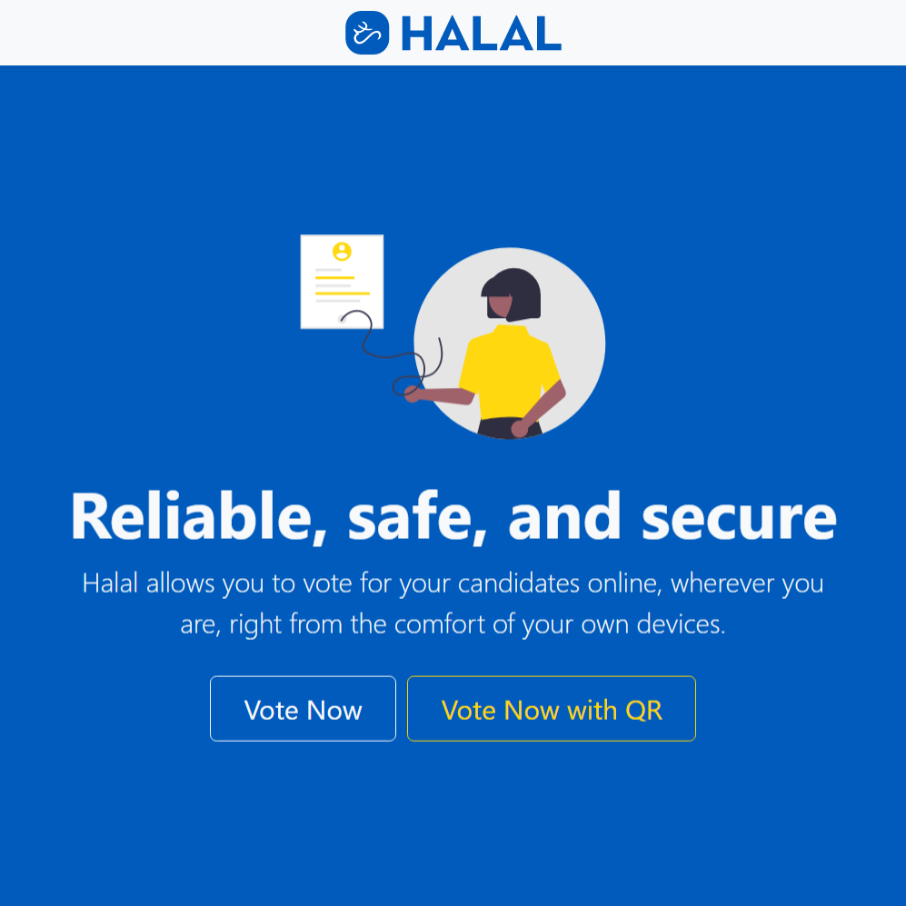 HALAL
Reliable, safe, and secure
Halal allows you to vote for your candidates online, wherever you
are, right from the comfort of your own devices.
Vote Now
Vote Now with QR